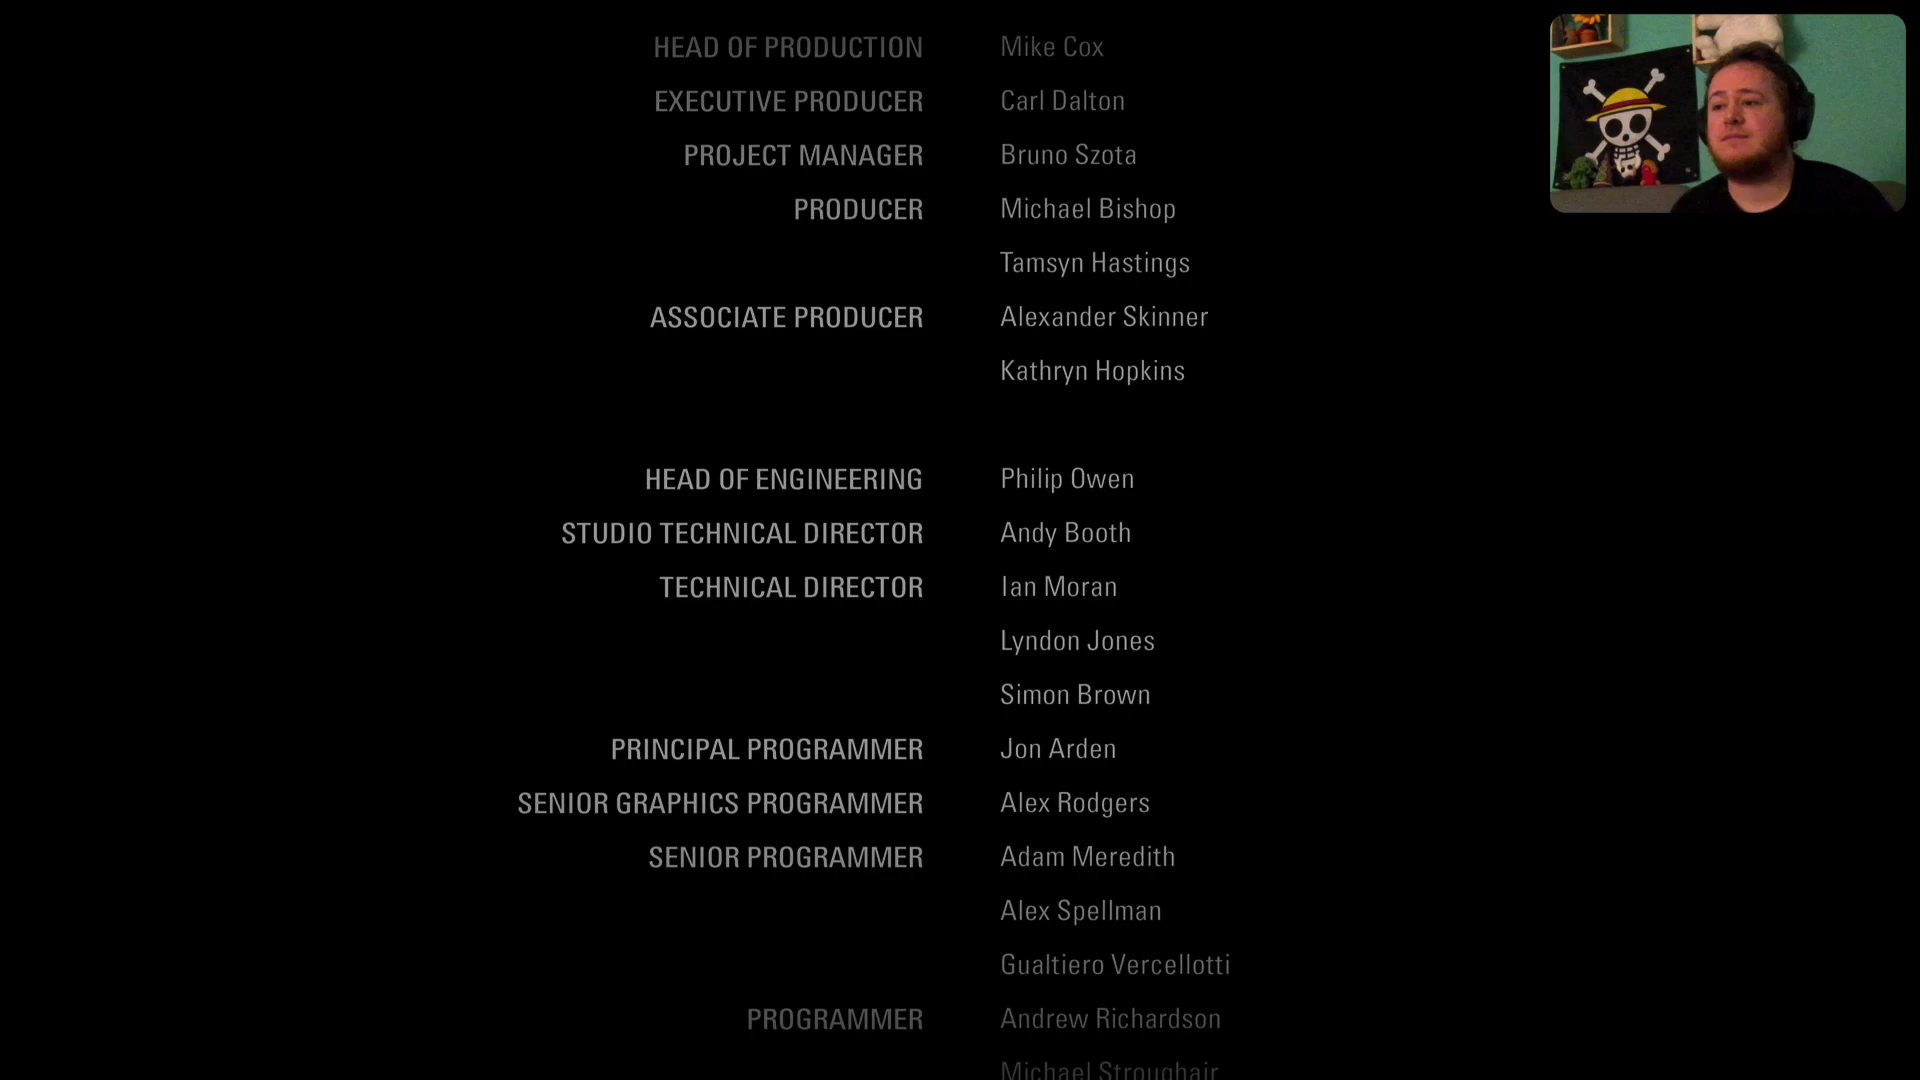 HEAD OF PRODUCTION Mike Cox
EXECUTIVE PRODUCER Carl Dalton
PROJECT MANAGER Bruno Szota
PRODUCER Michael Bishop
Tamsyn Hastings
ASSOCIATE PRODUCER Alexander Skinner
Kathryn Hopkins
HEAD OF ENGINEERING Philip Owen
STUDIO TECHNICAL DIRECTOR Andy Booth
TECHNICAL DIRECTOR Ian Moran
Lyndon Jones
Simon Brown
PRINCIPAL PROGRAMMER Jon Arden
SENIOR GRAPHICS PROGRAMMER Alex Rodgers
SENIOR PROGRAMMER Adam Meredith
Alex Spellman
Gualtiero Vercellotti
PROGRAMMER Andrew Richardson
Michael Stroughair